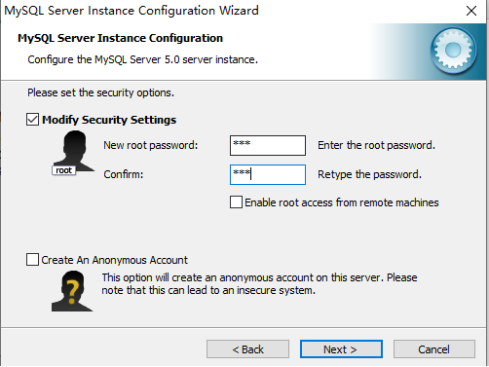 MySQL Server Instance Configuration Wizard
MySQL Server Instance Configuration
Configure the MySQL Server 5.0 server instance.
Please set the security options.
Modify Security Settings
New root password: *** Enter the root password.
root
Confirm: *** Retype the password.
Enable root access from remote machines
Create An Anonymous Account
This option will create an anonymous account on this server. Please
note that this can lead to an insecure system.
< Back Next > Cancel